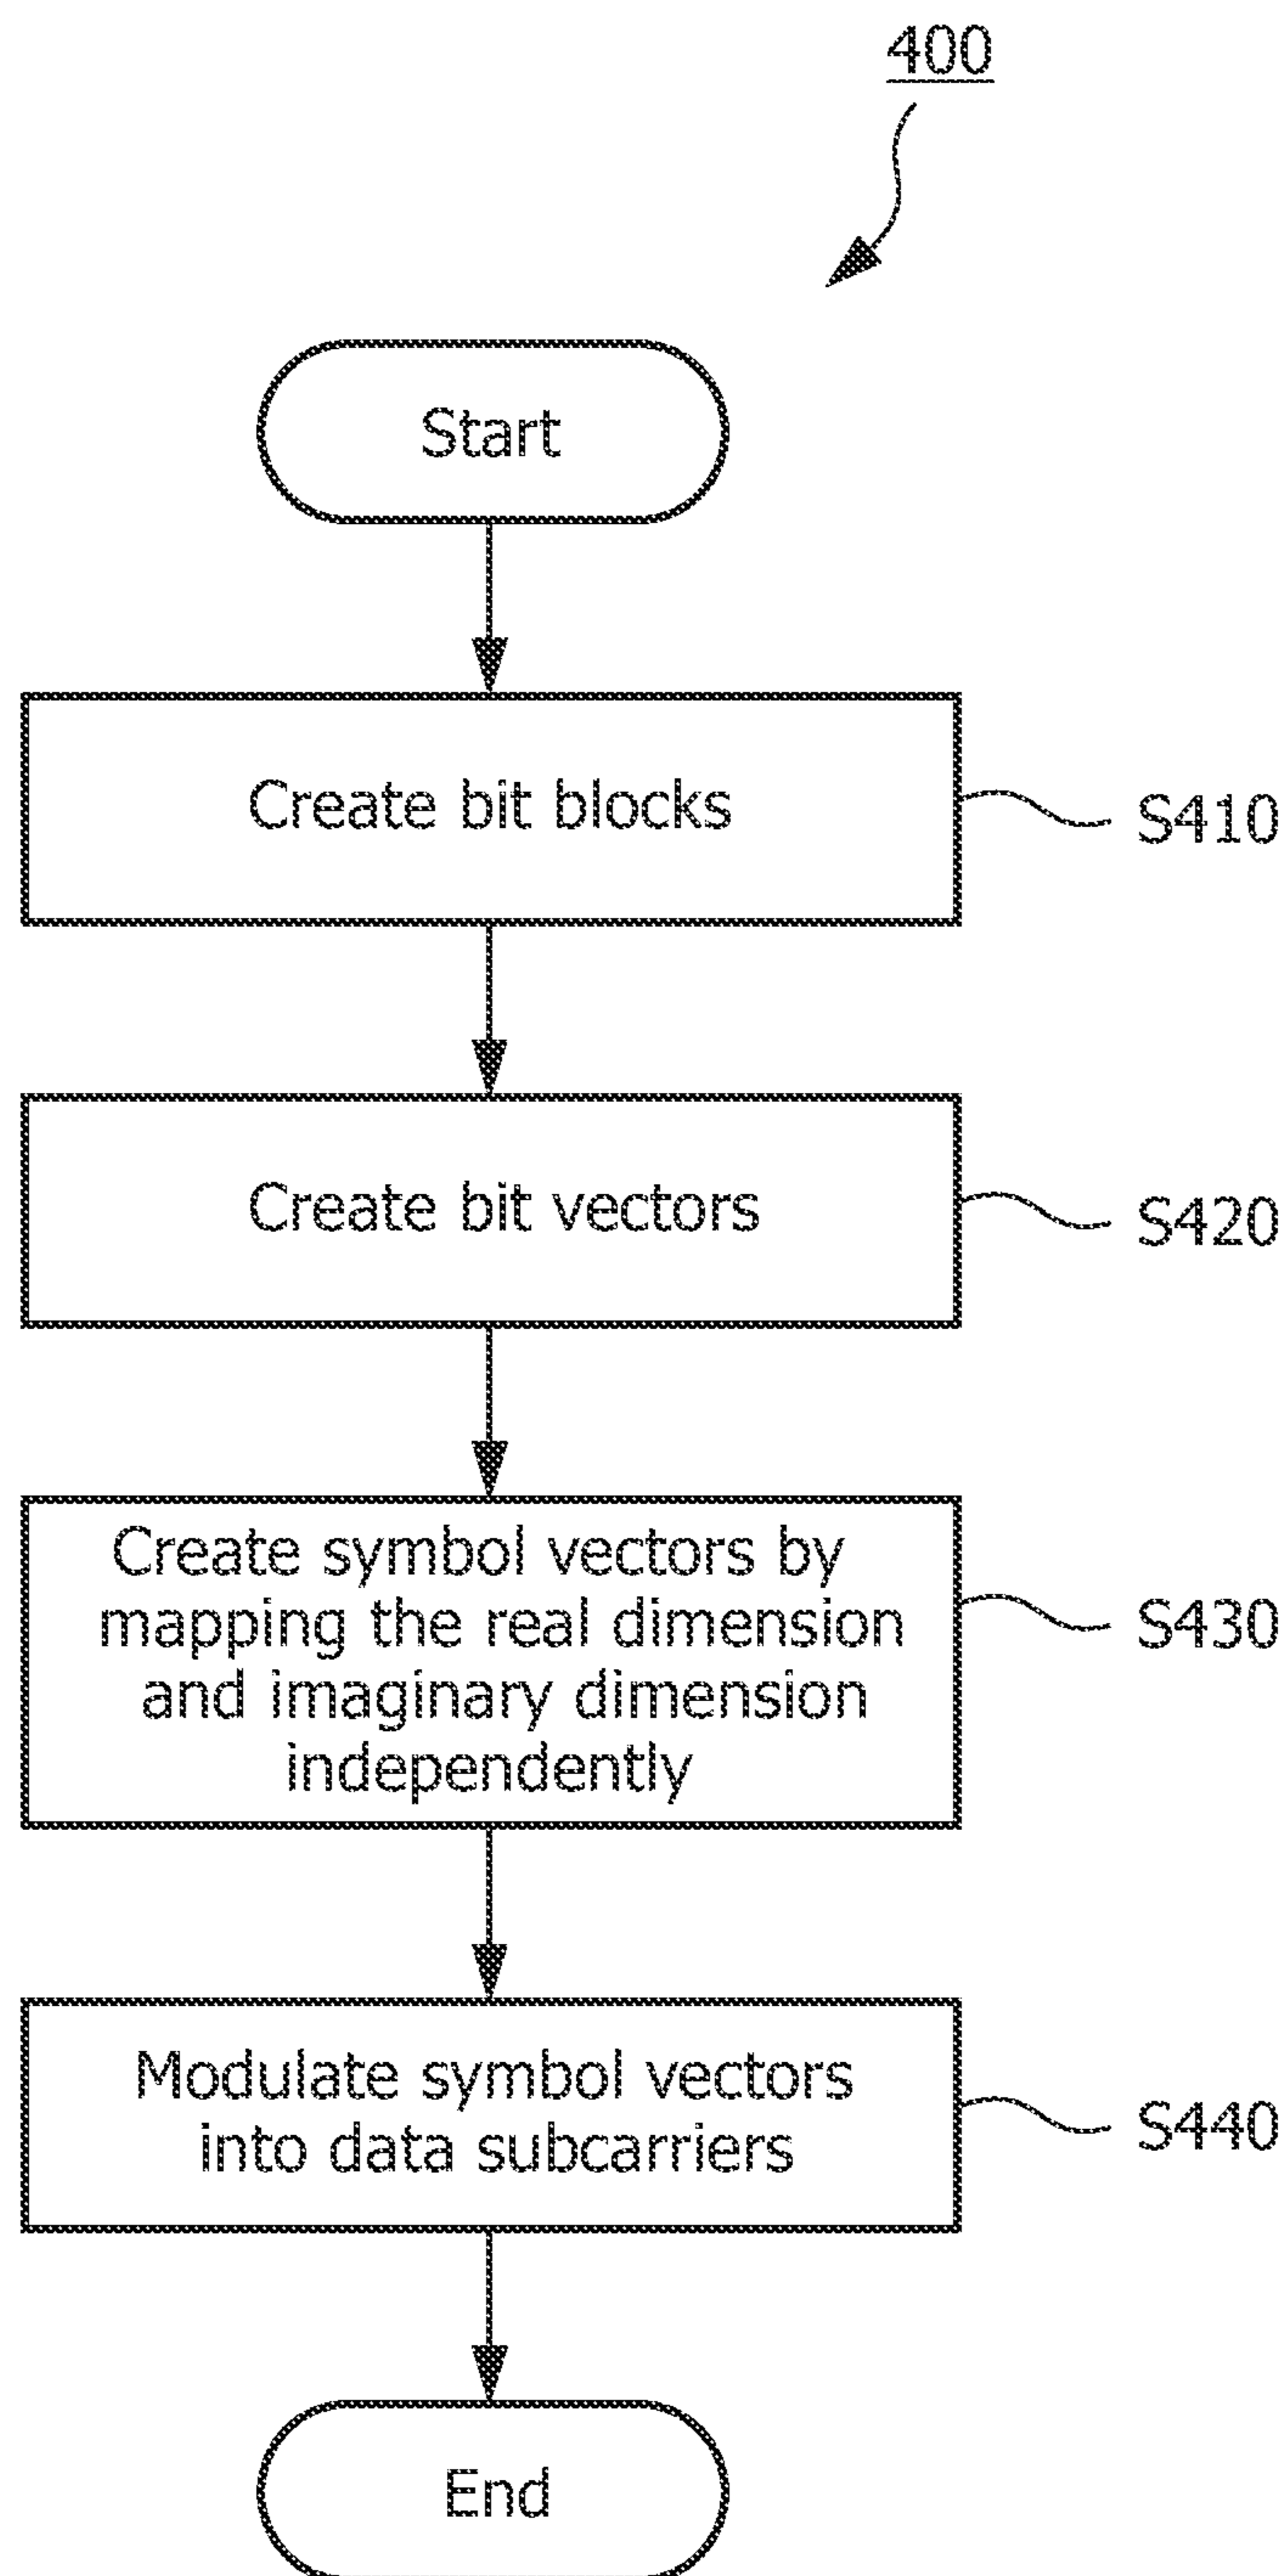 400
Start
Create bit blocks
S410
Create bit vectors
S420
Create symbol vectors by
mapping the real dimension
and imaginary dimension
independently
S430
Modulate symbol vectors
into data subcarriers
S440
End